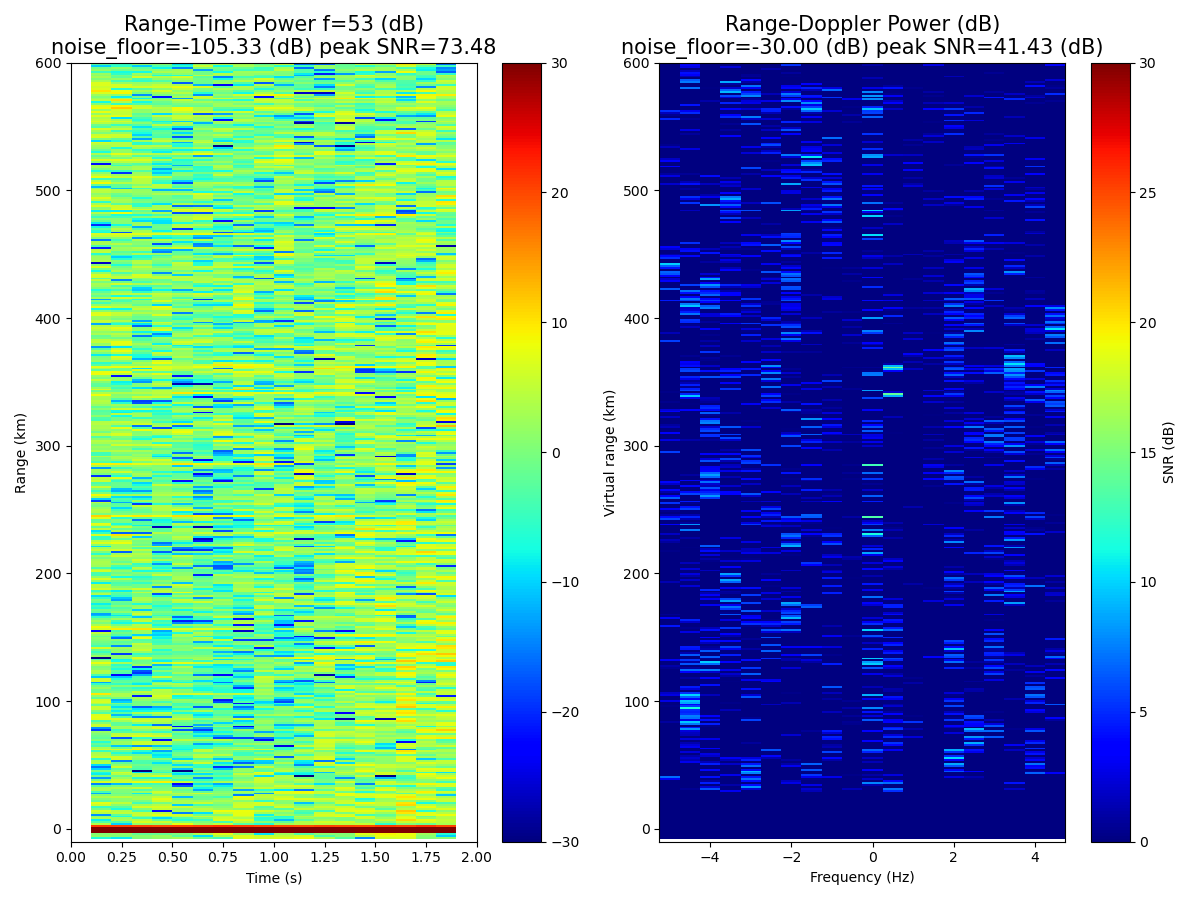 Range-Time Power f=53 (dB)
noise_floor=-105.33 (dB) peak SNR=73.48
Range-Doppler Power (dB)
noise_floor=-30.00 (dB) peak SNR=41.43 (dB)
600
500
400
300
200
100
0
Range (km)
0.00 0.25 0.50 0.75 1.00 1.25 1.50 1.75 2.00
Time (s)
30
20
10
0
−10
−20
−30
600
500
400
300
200
100
0
Virtual range (km)
−4 −2 0 2 4
Frequency (Hz)
30
25
20
15
10
5
0
SNR (dB)